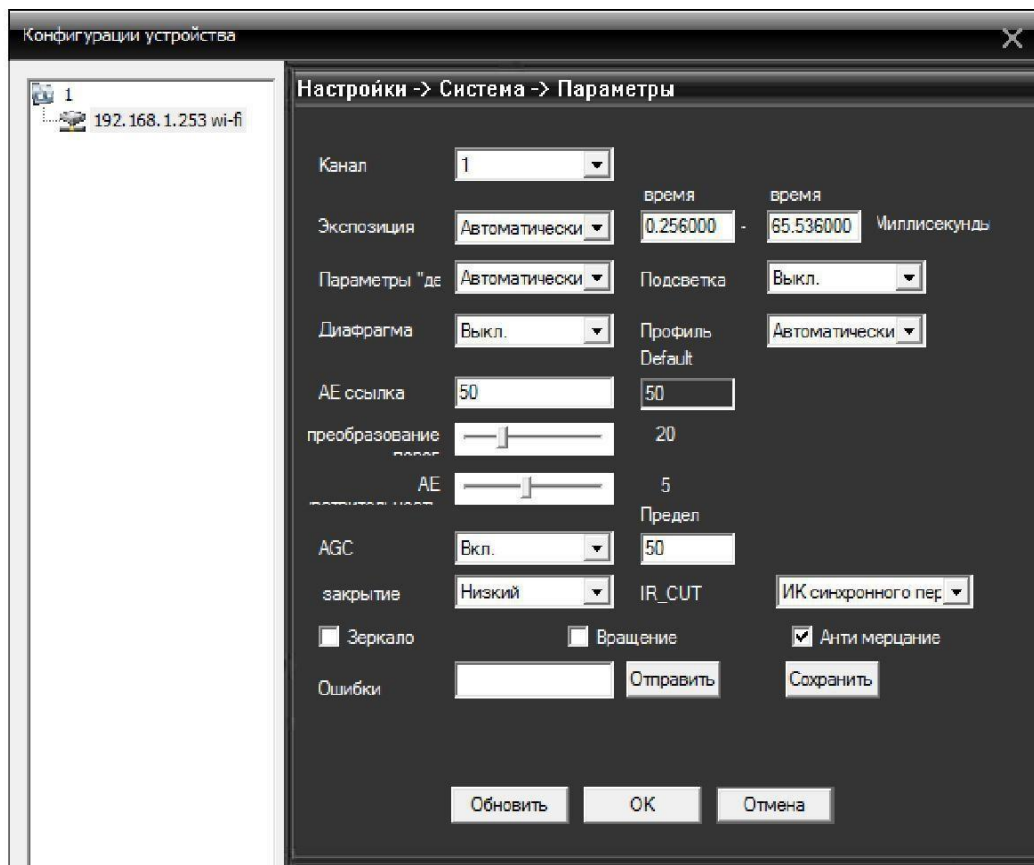 Конфигурации устройства
1
192.168.1.253 wi-fi
Настройки -> Система -> Параметры
Канал
1
время
время
Экспозиция
Автоматически
0.256000
-
65.536000
Миллисекунды
Параметры "де
Автоматически
Подсветка
Выкл.
Диафрагма
Выкл.
Профиль
Автоматически
Default
AE ссылка
50
50
преобразование
20
AE
5
Предел
AGC
Вкл.
50
закрытие
Низкий
IR_CUT
ИК синхронного пер
Зеркало
Вращение
Анти мерцание
Ошибки
Отправить
Сохранить
Обновить
OK
Отмена